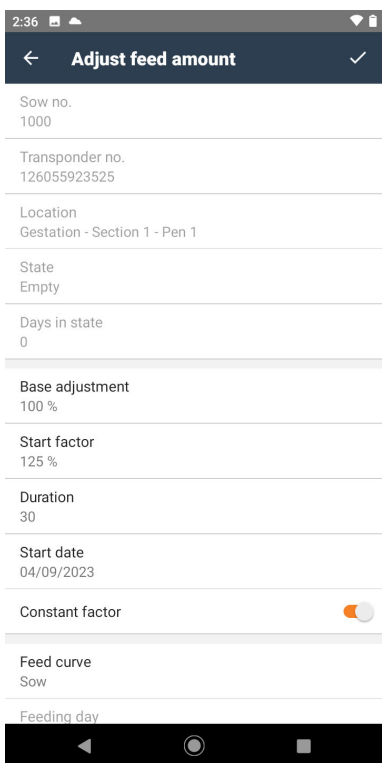 2:36
Adjust feed amount
Sow no.
1000
Transponder no.
126055923525
Location
Gestation - Section 1 - Pen 1
State
Empty
Days in state
0
Base adjustment
100 %
Start factor
125 %
Duration
30
Start date
04/09/2023
Constant factor
Feed curve
Sow
Feeding day